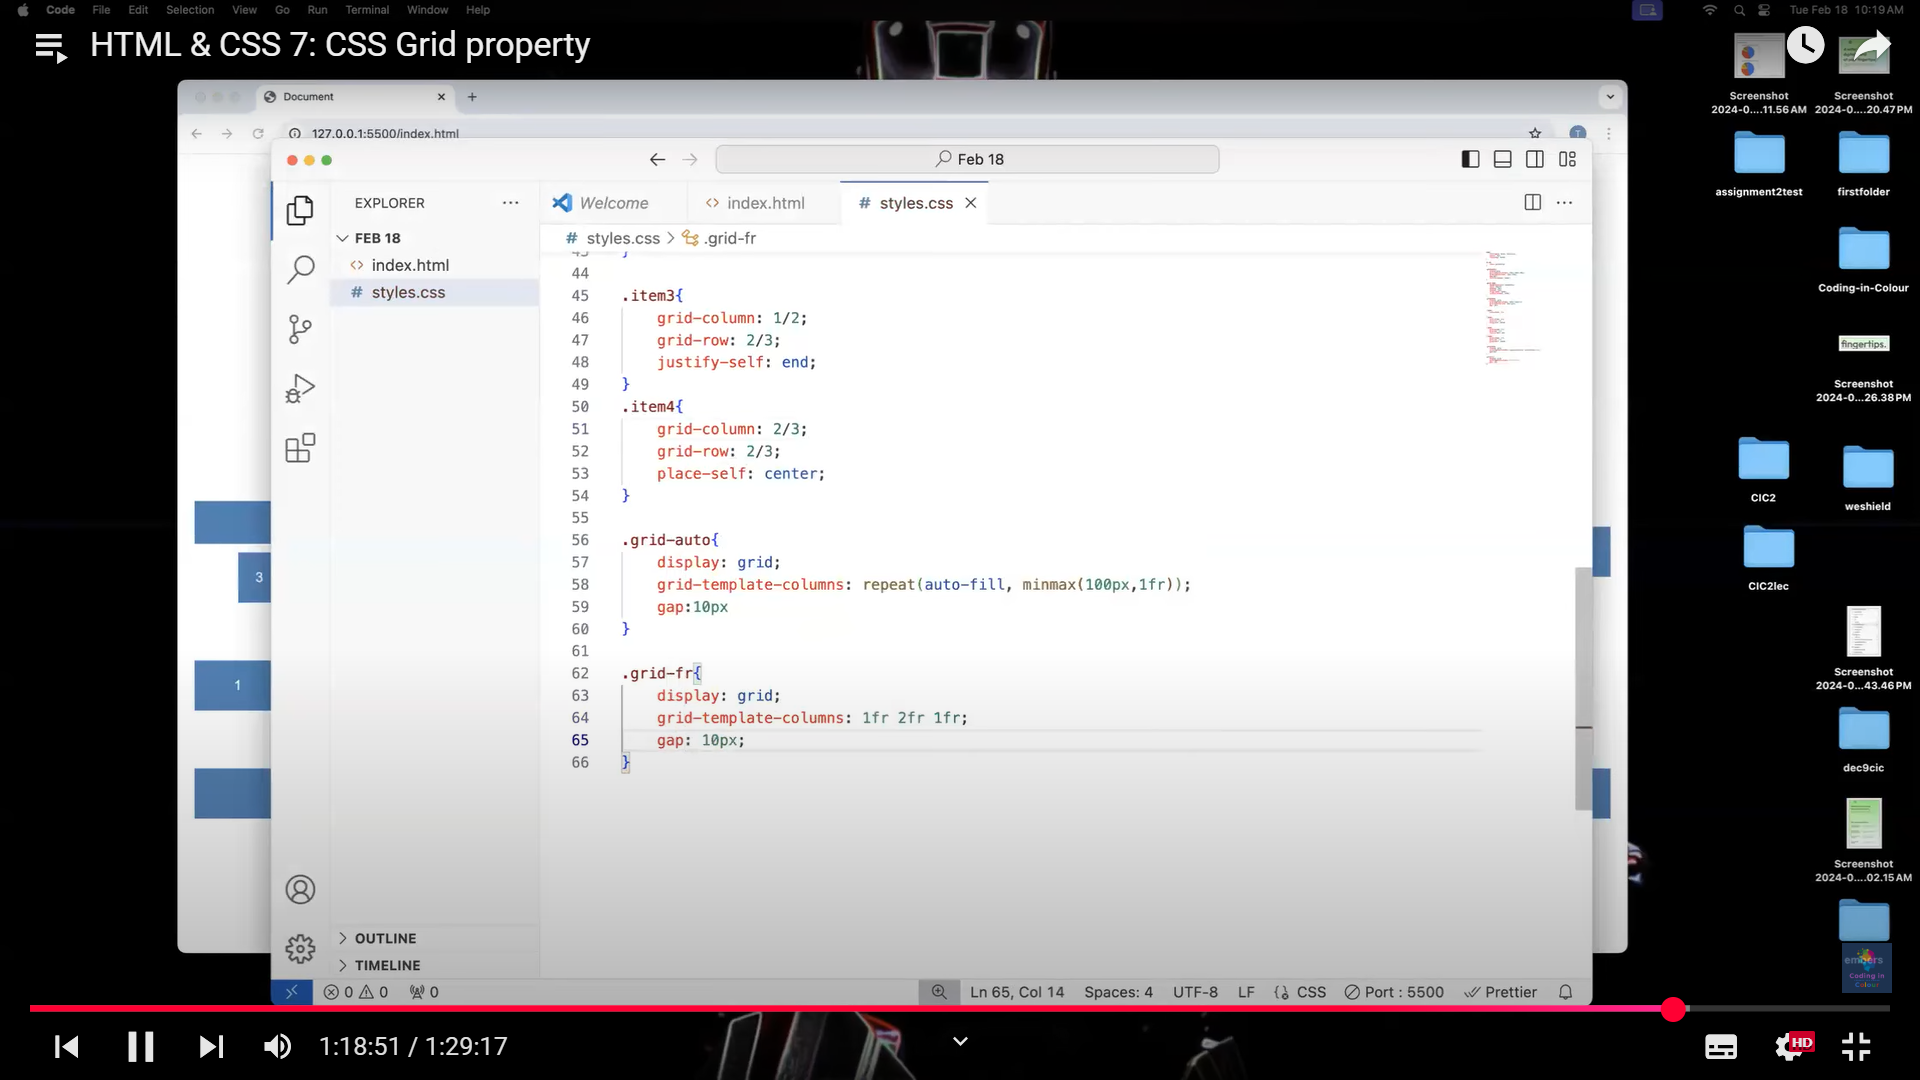 Code File Edit Selection View Go Run Terminal Window Help
Tue Feb 18 10:19 AM
HTML & CSS 7: CSS Grid property
Document
127.0.0.1:5500/index.html
Feb 18
EXPLORER
FEB 18
index.html
# styles.css
OUTLINE
TIMELINE
Welcome
index.html
# styles.css
# styles.css > .grid-fr
43 }
44
45 .item3{
46 grid-column: 1/2;
47 grid-row: 2/3;
48 justify-self: end;
49 }
50 .item4{
51 grid-column: 2/3;
52 grid-row: 2/3;
53 place-self: center;
54 }
55
56 .grid-auto{
57 display: grid;
58 grid-template-columns: repeat(auto-fill, minmax(100px,1fr));
59 gap:10px
60 }
61
62 .grid-fr{
63 display: grid;
64 grid-template-columns: 1fr 2fr 1fr;
65 gap: 10px;
66 }
3
1
0 0 0
Ln 65, Col 14 Spaces: 4 UTF-8 LF {} CSS Port : 5500 Prettier
Screenshot
2024-0....11.56 AM
Screenshot
2024-0....20.47 PM
assignment2test
firstfolder
Coding-in-Colour
fingertips.
Screenshot
2024-0...26.38 PM
CIC2
weshield
CIC2lec
Screenshot
2024-0...43.46 PM
dec9cic
Screenshot
2024-0....02.15 AM
embers
Coding in
Colour
1:18:51 / 1:29:17
HD